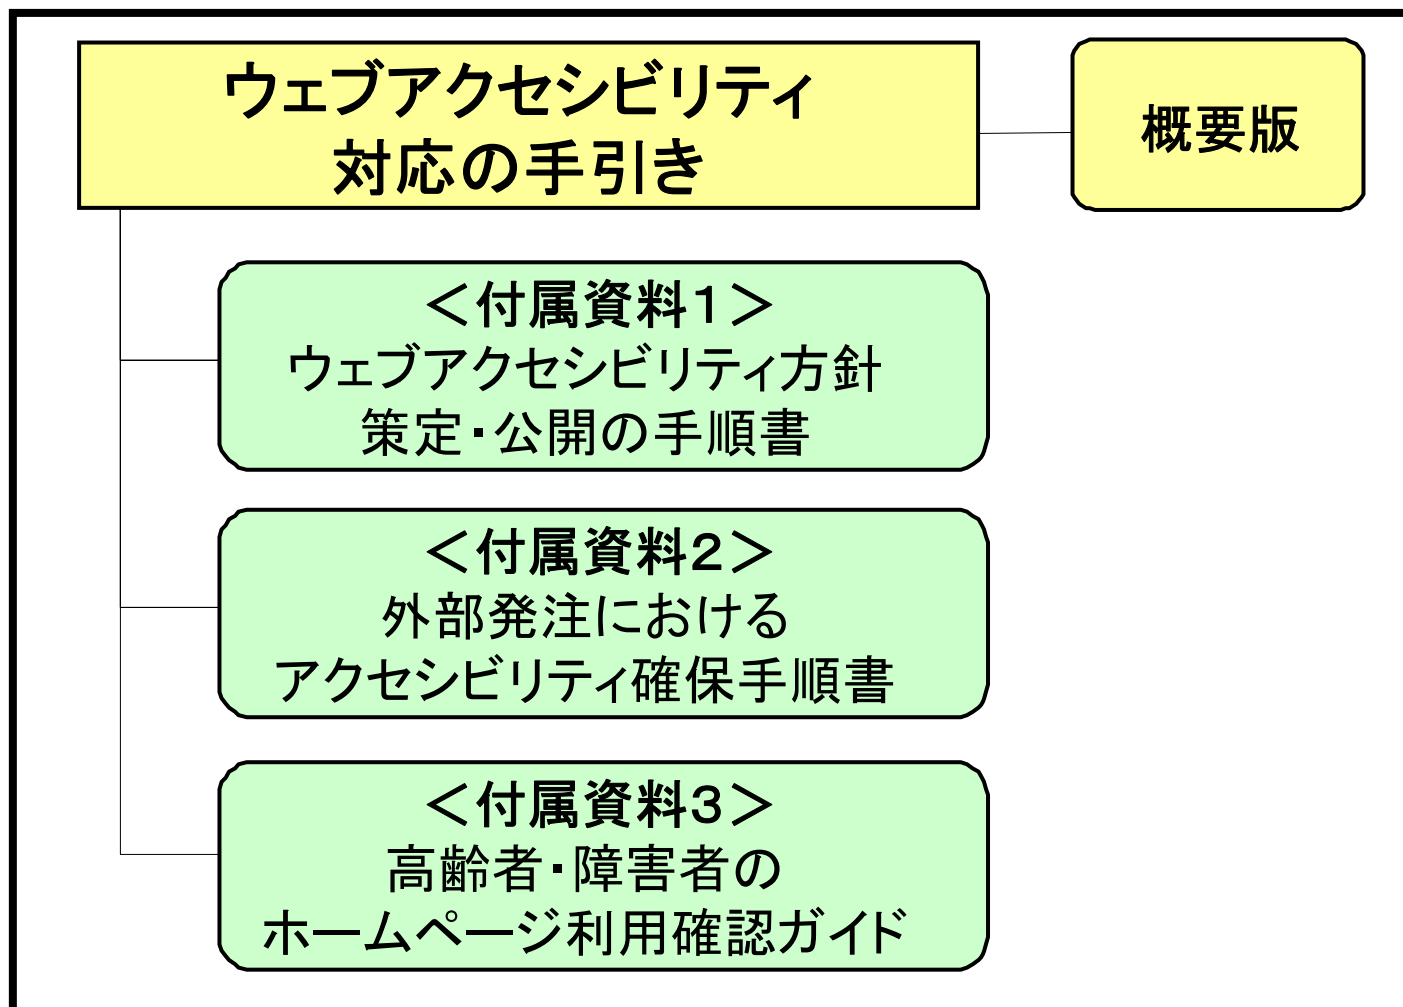 ウェブアクセシビリティ
対応の手引き
概要版
＜付属資料１＞
ウェブアクセシビリティ方針
策定・公開の手順書
＜付属資料２＞
外部発注における
アクセシビリティ確保手順書
＜付属資料３＞
高齢者・障害者の
ホームページ利用確認ガイド